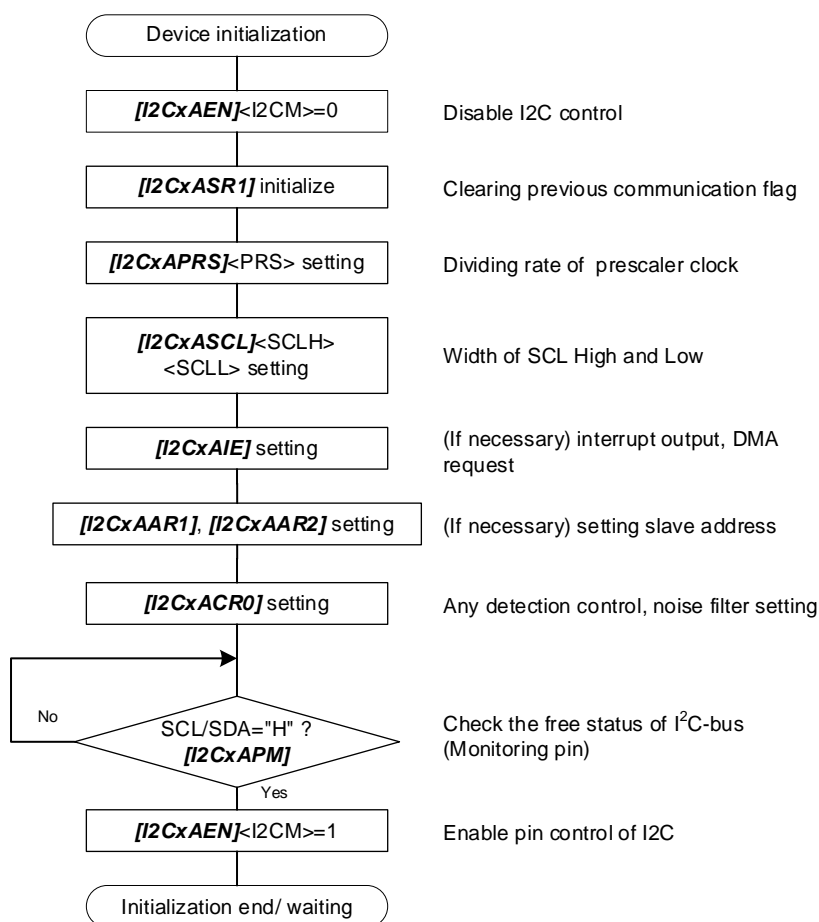 Device initialization
[I2CxAEN]<I2CM>=0
Disable I2C control
[I2CxASR1] initialize
Clearing previous communication flag
[I2CxAPRS]<PRS> setting
Dividing rate of prescaler clock
[I2CxASCL]<SCLH>
<SCLL> setting
Width of SCL High and Low
[I2CxAIE] setting
(If necessary) interrupt output, DMA
request
[I2CxAAR1], [I2CxAAR2] setting
(If necessary) setting slave address
[I2CxACR0] setting
Any detection control, noise filter setting
No
SCL/SDA="H" ?
[I2CxAPM]
Check the free status of I²C-bus
(Monitoring pin)
Yes
[I2CxAEN]<I2CM>=1
Enable pin control of I2C
Initialization end/ waiting